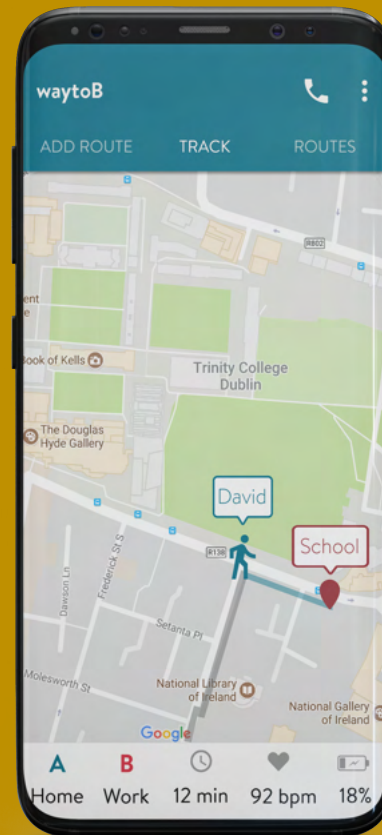 waytoB
ADD ROUTE TRACK ROUTES
R802
ent
e
Book of Kells
Trinity College
Dublin
The Douglas
Hyde Gallery
David
School
R138
Dawson Ln
Frederick St S
Setanta Pl
Molesworth St
National Library
of Ireland
National Gallery
of Ireland
Google
A B
Home Work 12 min 92 bpm 18%